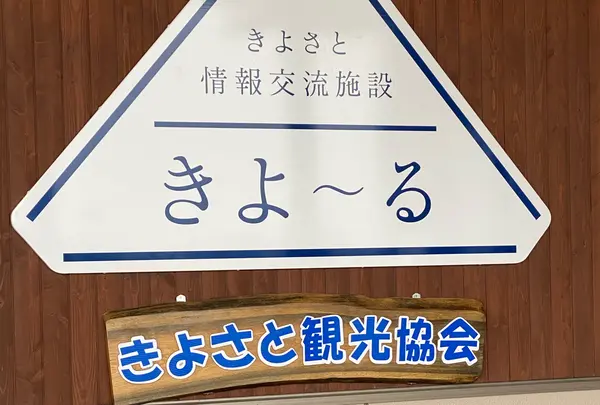 きよさと
情報交流施設
きよ～る
きよさと観光協会